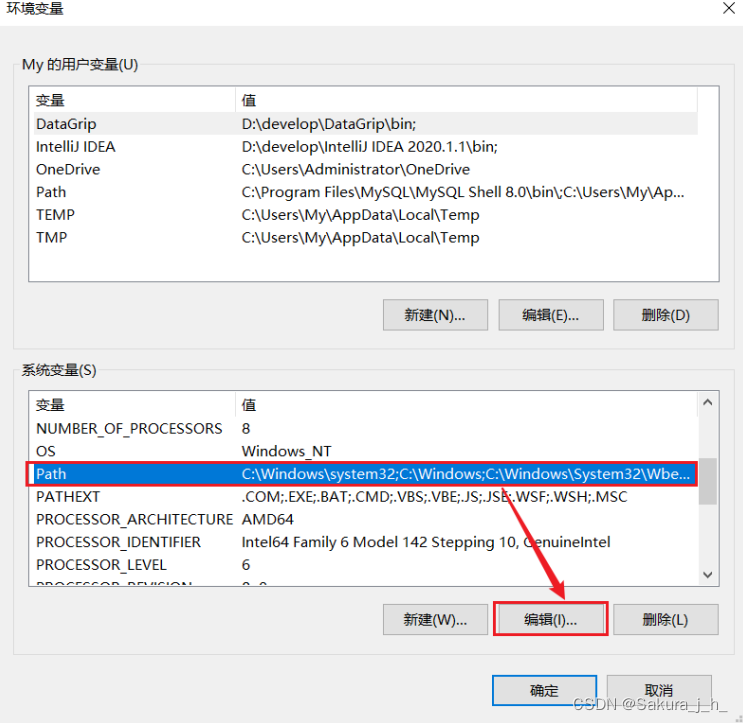 环境变量
My 的用户变量(U)
变量 值
DataGrip D:\develop\DataGrip\bin;
IntelliJ IDEA D:\develop\IntelliJ IDEA 2020.1.1\bin;
OneDrive C:\Users\Administrator\OneDrive
Path C:\Program Files\MySQL\MySQL Shell 8.0\bin\;C:\Users\My\Ap...
TEMP C:\Users\My\AppData\Local\Temp
TMP C:\Users\My\AppData\Local\Temp
新建(N)... 编辑(E)... 删除(D)
系统变量(S)
变量 值
NUMBER_OF_PROCESSORS 8
OS Windows_NT
Path C:\Windows\system32;C:\Windows;C:\Windows\System32\Wbe...
PATHEXT .COM;.EXE;.BAT;.CMD;.VBS;.VBE;.JS;.JSE;.WSF;.WSH;.MSC
PROCESSOR_ARCHITECTURE AMD64
PROCESSOR_IDENTIFIER Intel64 Family 6 Model 142 Stepping 10, GenuineIntel
PROCESSOR_LEVEL 6
PROCESSOR_REVISION
新建(W)... 编辑(I)... 删除(L)
确定 取消
CSDN @Sakura_j_h_